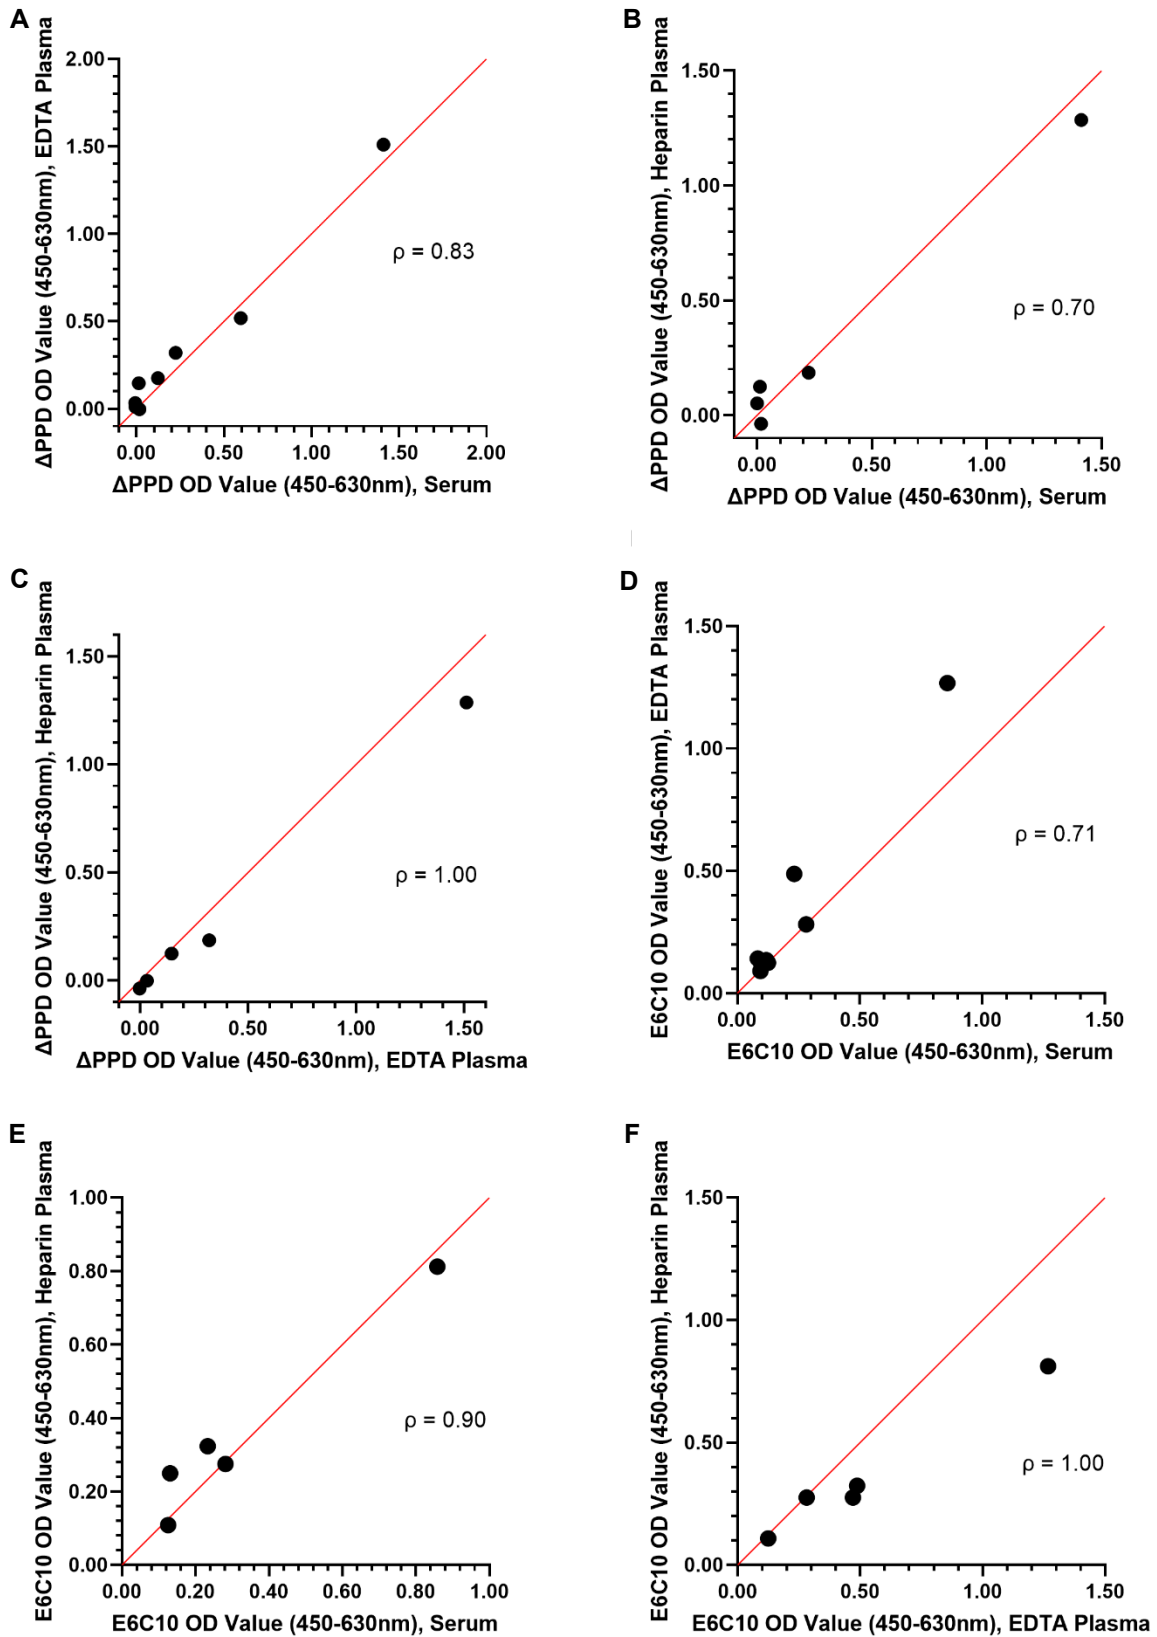 A
ΔPPD OD Value (450-630nm), EDTA Plasma
2.00
1.50
1.00
0.50
0.00
ρ = 0.83
0.00 0.50 1.00 1.50 2.00
ΔPPD OD Value (450-630nm), Serum
B
ΔPPD OD Value (450-630nm), Heparin Plasma
1.50
1.00
0.50
0.00
ρ = 0.70
0.00 0.50 1.00 1.50
ΔPPD OD Value (450-630nm), Serum
C
ΔPPD OD Value (450-630nm), Heparin Plasma
1.50
1.00
0.50
0.00
ρ = 1.00
0.00 0.50 1.00 1.50
ΔPPD OD Value (450-630nm), EDTA Plasma
D
E6C10 OD Value (450-630nm), EDTA Plasma
1.50
1.00
0.50
0.00
ρ = 0.71
0.00 0.50 1.00 1.50
E6C10 OD Value (450-630nm), Serum
E
E6C10 OD Value (450-630nm), Heparin Plasma
1.00
0.80
0.60
0.40
0.20
0.00
ρ = 0.90
0.00 0.20 0.40 0.60 0.80 1.00
E6C10 OD Value (450-630nm), Serum
F
E6C10 OD Value (450-630nm), Heparin Plasma
1.50
1.00
0.50
0.00
ρ = 1.00
0.00 0.50 1.00 1.50
E6C10 OD Value (450-630nm), EDTA Plasma